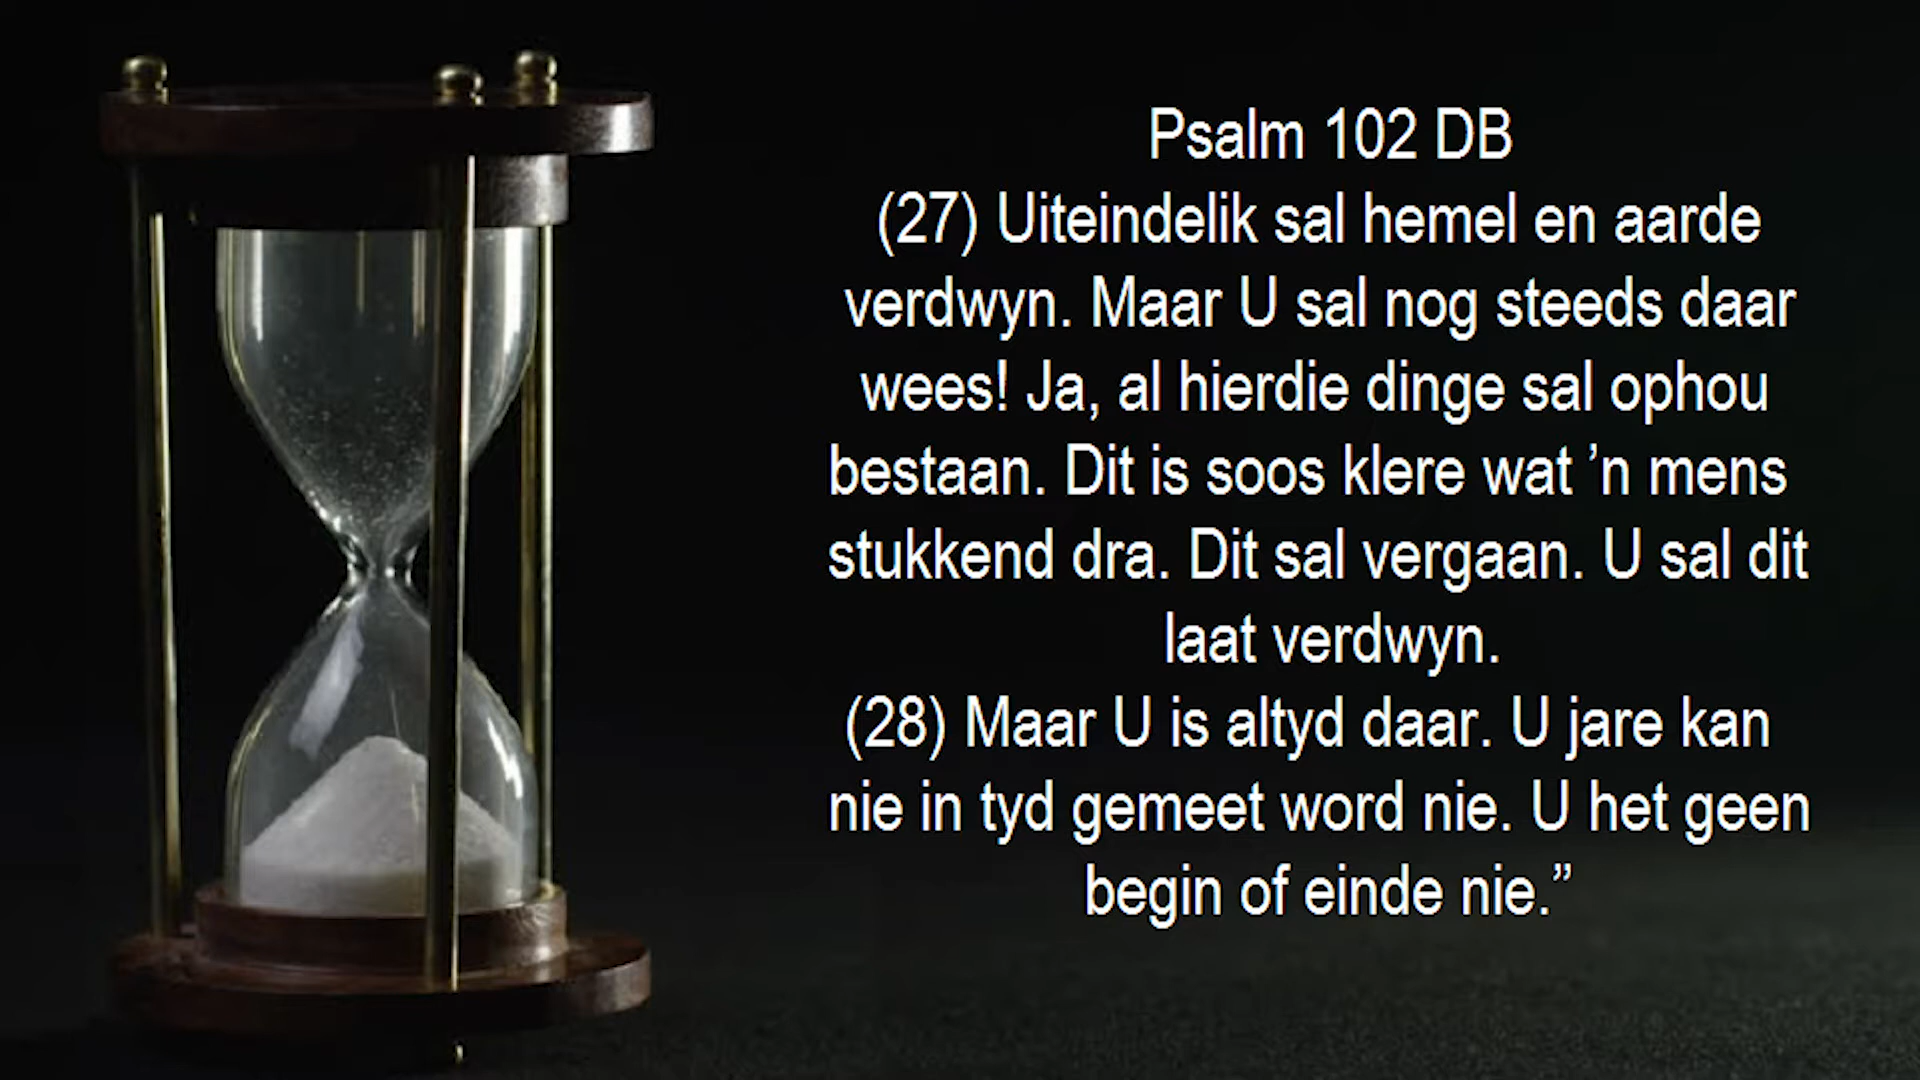 Psalm 102 DB
(27) Uiteindelik sal hemel en aarde
verdwyn. Maar U sal nog steeds daar
wees! Ja, al hierdie dinge sal ophou
bestaan. Dit is soos klere wat ’n mens
stukkend dra. Dit sal vergaan. U sal dit
laat verdwyn.
(28) Maar U is altyd daar. U jare kan
nie in tyd gemeet word nie. U het geen
begin of einde nie.”